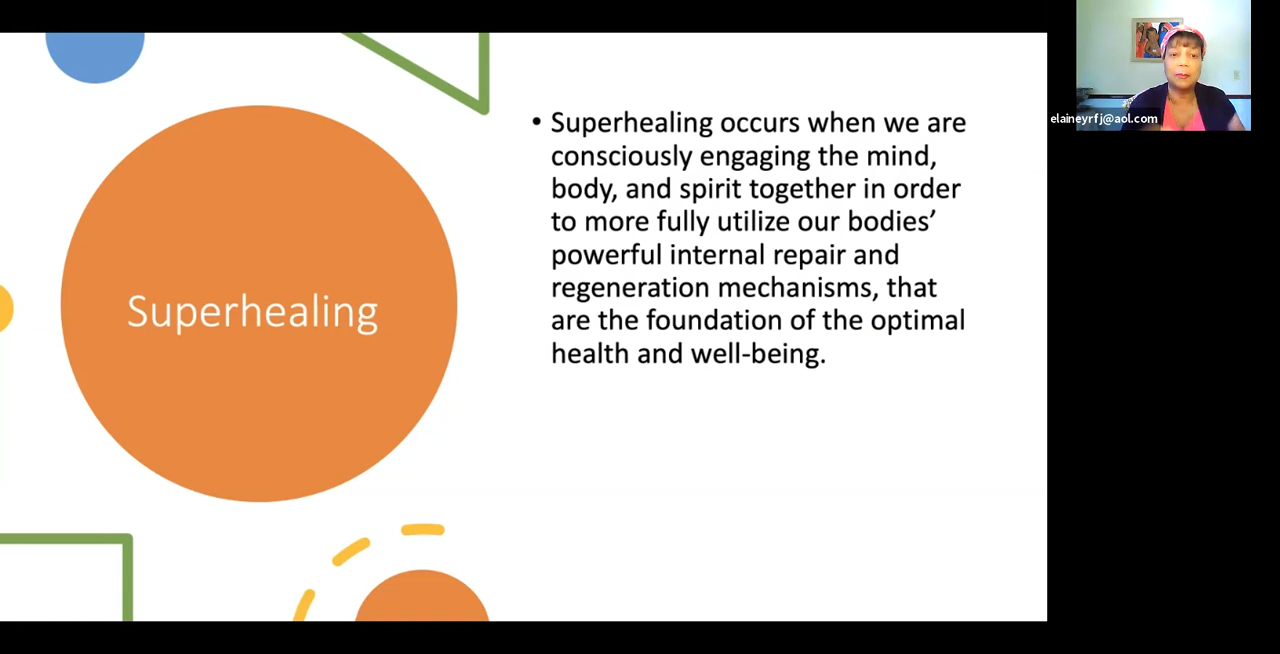 Superhealing
• Superhealing occurs when we are
consciously engaging the mind,
body, and spirit together in order
to more fully utilize our bodies’
powerful internal repair and
regeneration mechanisms, that
are the foundation of the optimal
health and well-being.
elaineyrfj@aol.com